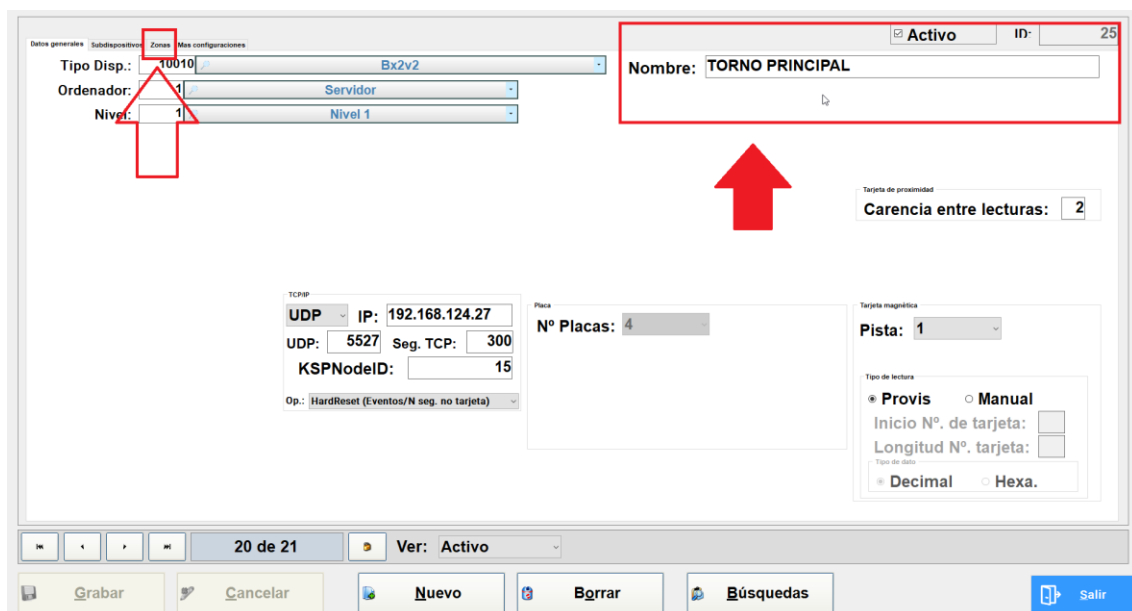 Activo ID- 25
Datos generales Subdispositivos Zonas Mas configuraciones
Tipo Disp.: 10010 Bx2v2
Nombre: TORNO PRINCIPAL
Ordenador: 1 Servidor
Nivel: 1 Nivel 1
Tarjeta de proximidad
Carencia entre lecturas: 2
TCP/IP
UDP IP: 192.168.124.27
UDP: 5527 Seg. TCP: 300
KSPNodeID: 15
Op.: HardReset (Eventos/N seg. no tarjeta)
Placa
Nº Placas: 4
Tarjeta magnética
Pista: 1
Tipo de lectura
Provis Manual
Inicio Nº. de tarjeta:
Longitud Nº. tarjeta:
Tipo de dato
Decimal Hexa.
20 de 21 Ver: Activo
Grabar Cancelar Nuevo Borrar Búsquedas Salir